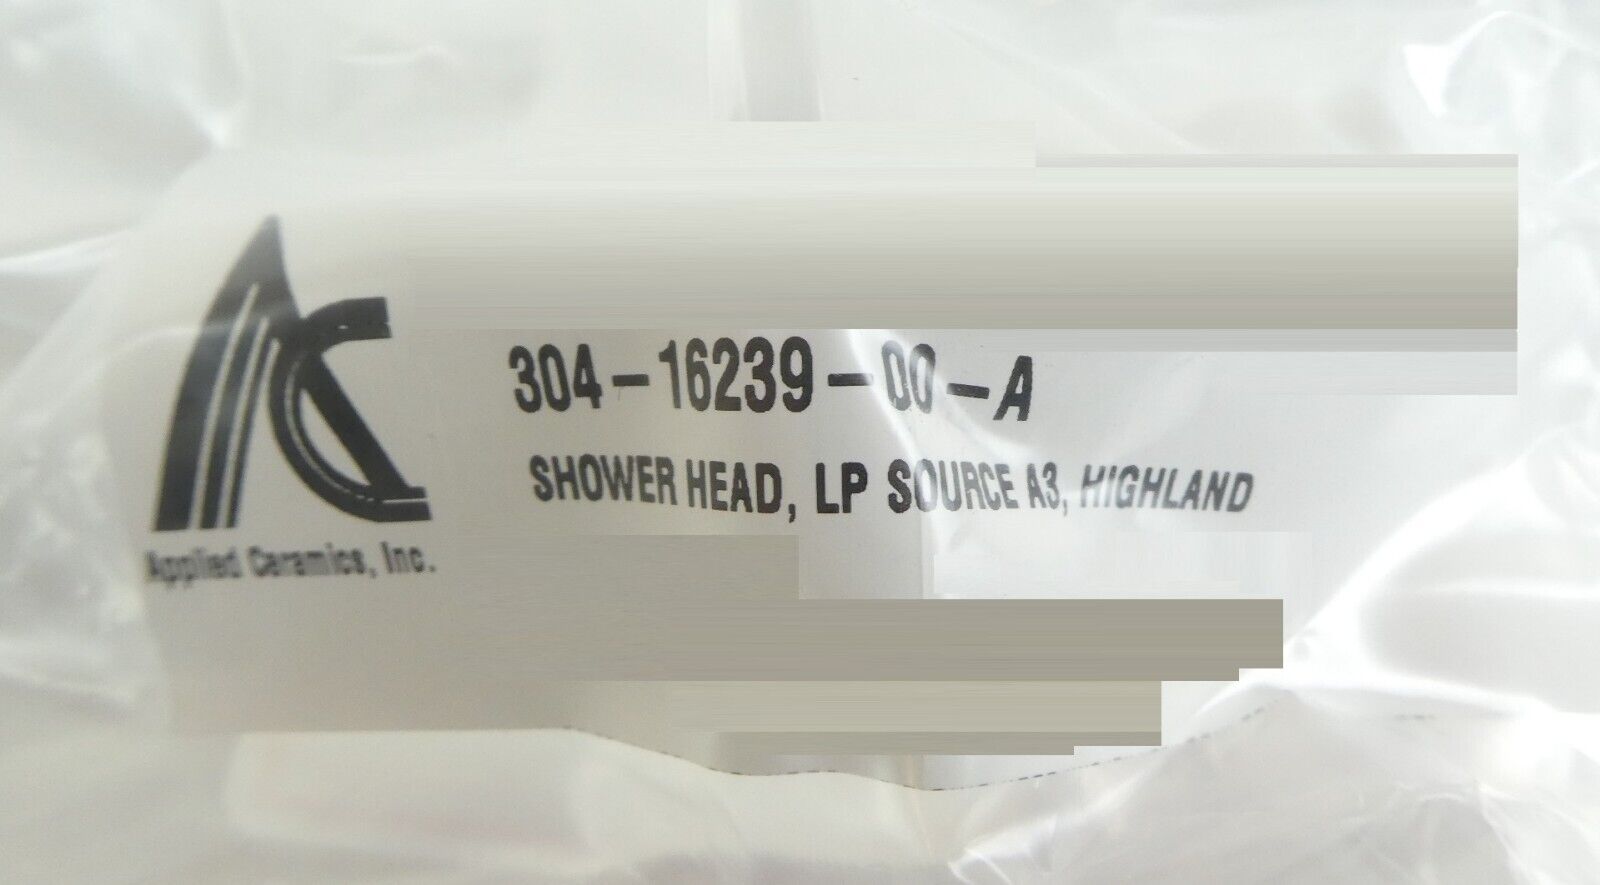 304-16239-00-A
SHOWER HEAD, LP SOURCE A3, HIGHLAND
Applied Ceramics, Inc.